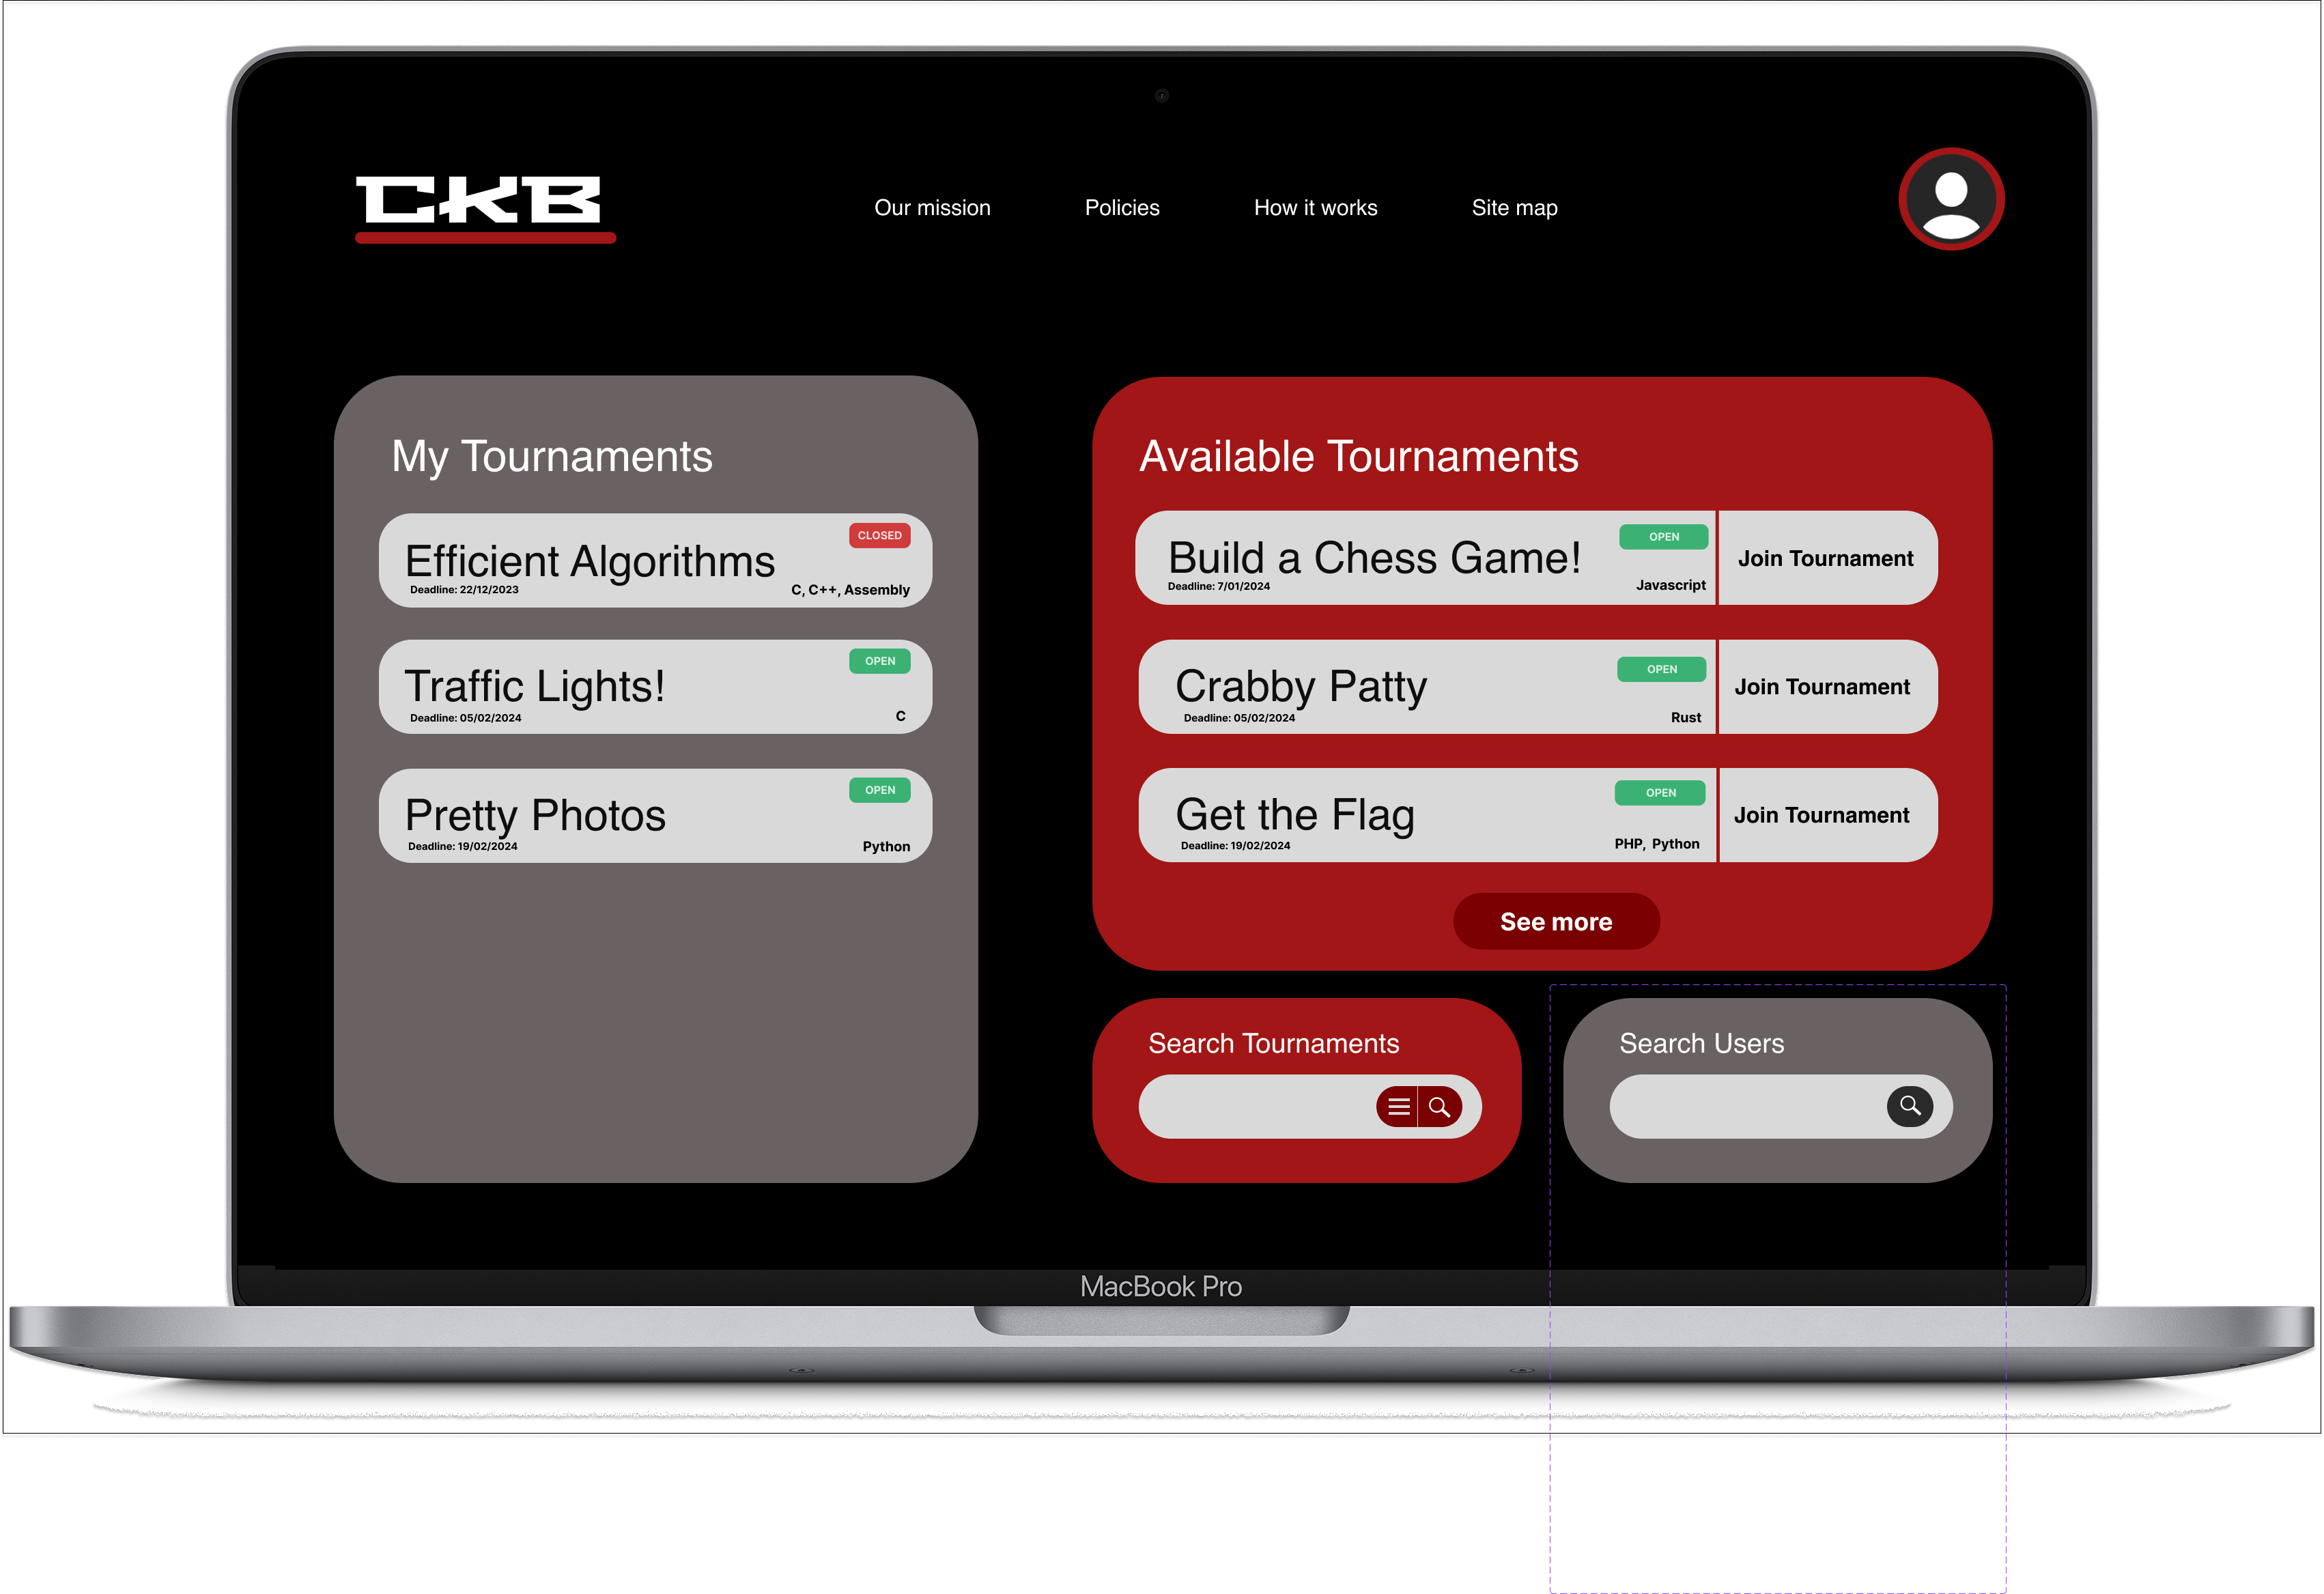 CKB
Our mission
Policies
How it works
Site map
My Tournaments
Efficient Algorithms
CLOSED
Deadline: 22/12/2023
C, C++, Assembly
Traffic Lights!
OPEN
Deadline: 05/02/2024
C
Pretty Photos
OPEN
Deadline: 19/02/2024
Python
Available Tournaments
Build a Chess Game!
OPEN
Deadline: 7/01/2024
Javascript
Join Tournament
Crabby Patty
OPEN
Deadline: 05/02/2024
Rust
Join Tournament
Get the Flag
OPEN
Deadline: 19/02/2024
PHP, Python
Join Tournament
See more
Search Tournaments
Search Users
MacBook Pro